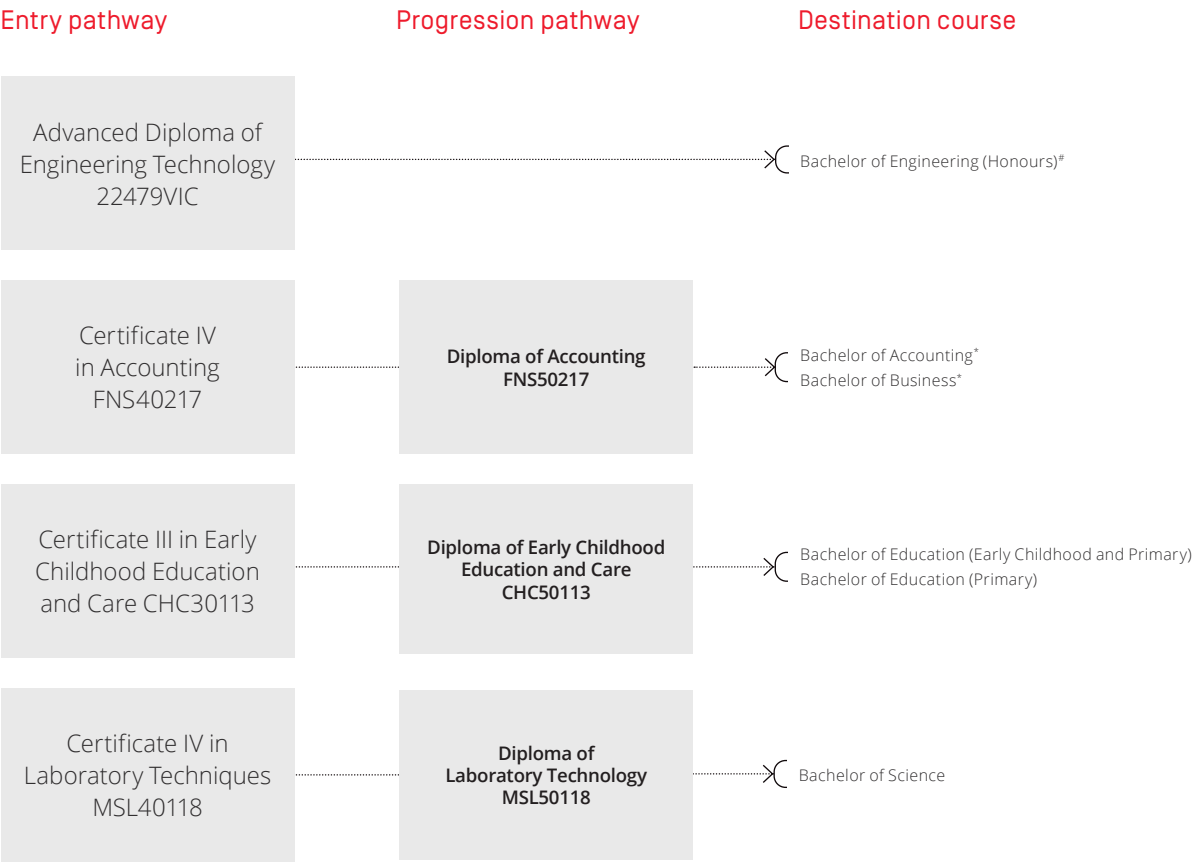 Entry pathway
Progression pathway
Destination course
Advanced Diploma of
Engineering Technology
22479VIC
Bachelor of Engineering (Honours)#
Certificate IV
in Accounting
FNS40217
Diploma of Accounting
FNS50217
Bachelor of Accounting*
Bachelor of Business*
Certificate III in Early
Childhood Education
and Care CHC30113
Diploma of Early Childhood
Education and Care
CHC50113
Bachelor of Education (Early Childhood and Primary)
Bachelor of Education (Primary)
Certificate IV in
Laboratory Techniques
MSL40118
Diploma of
Laboratory Technology
MSL50118
Bachelor of Science